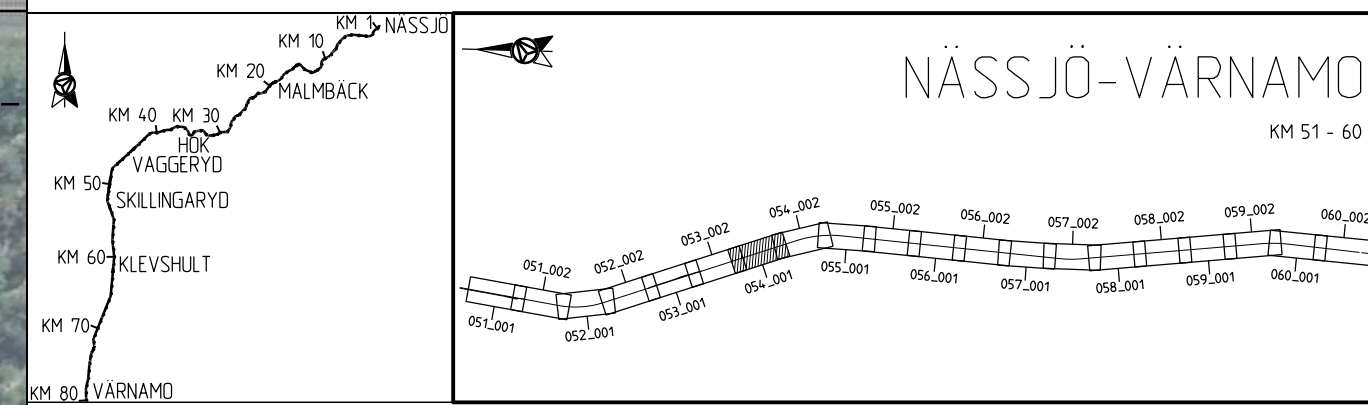 KM 1
NÄSSJÖ
KM 10
KM 20
MALMBÄCK
KM 40
KM 30
HOK
VAGGERYD
KM 50
SKILLINGARYD
KM 60
KLEVSHULT
KM 70
KM 80
VÄRNAMO
NÄSSJÖ-VÄRNAMO
KM 51 - 60
051_001
051_002
052_001
052_002
053_001
053_002
054_001
054_002
055_001
055_002
056_001
056_002
057_001
057_002
058_001
058_002
059_001
059_002
060_001
060_002